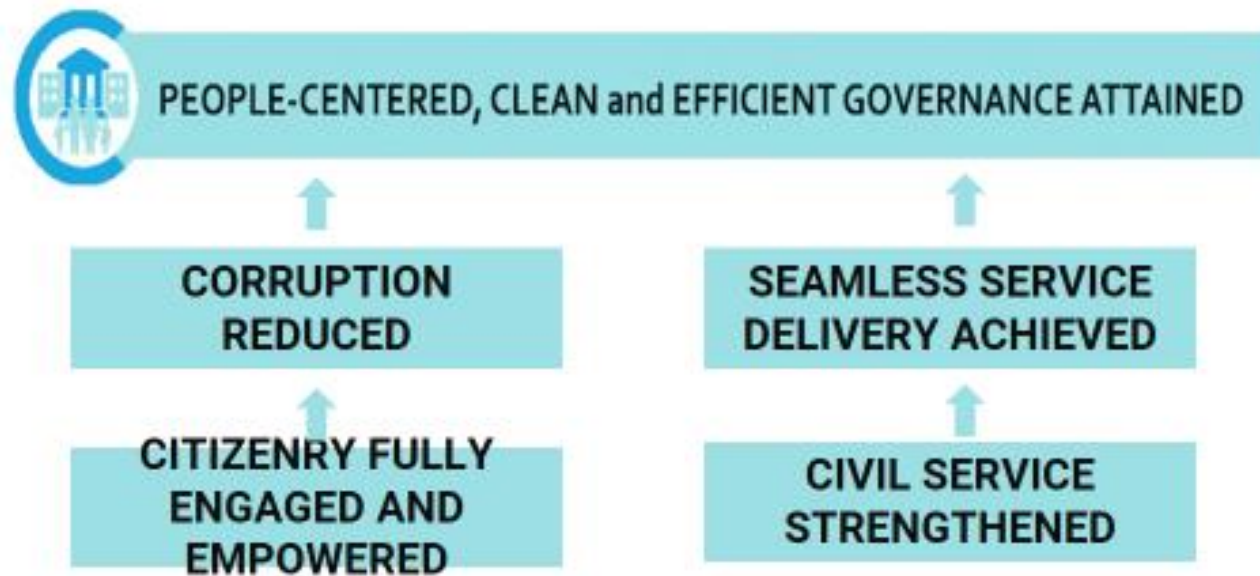 PEOPLE-CENTERED, CLEAN and EFFICIENT GOVERNANCE ATTAINED
CORRUPTION
REDUCED
SEAMLESS SERVICE
DELIVERY ACHIEVED
CITIZENRY FULLY
ENGAGED AND
EMPOWERED
CIVIL SERVICE
STRENGTHENED